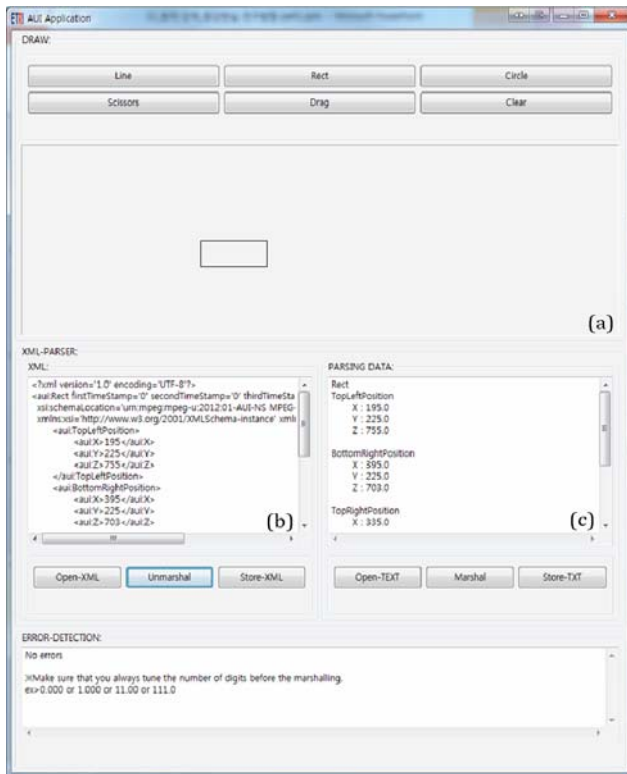 ETRI AUI Application
DRAW:
Line Rect Circle
Scissors Drag Clear
(a)
XML-PARSER:
XML:
<?xml version='1.0' encoding='UTF-8'?>
<aui:Rect firstTimeStamp='0' secondTimeStamp='0' thirdTimeSta
xsi:schemaLocation='urn:mpeg:mpeg-u:2012:01-AUI-NS MPEG-
xmlns:xsi='http://www.w3.org/2001/XMLSchema-instance' xmln
<aui:TopLeftPosition>
<aui:X>195</aui:X>
<aui:Y>225</aui:Y>
<aui:Z>755</aui:Z>
</aui:TopLeftPosition>
<aui:BottomRightPosition>
<aui:X>395</aui:X>
<aui:Y>225</aui:Y>
<aui:Z>703</aui:Z>
(b)
Open-XML Unmarshal Store-XML
PARSING DATA:
Rect
TopLeftPosition
X : 195.0
Y : 225.0
Z : 755.0
BottomRightPosition
X : 395.0
Y : 225.0
Z : 703.0
TopRightPosition
X : 335.0
(c)
Open-TEXT Marshal Store-TXT
ERROR-DETECTION:
No errors
※Make sure that you always tune the number of digits before the marshalling.
ex>0.000 or 1.000 or 11.00 or 111.0